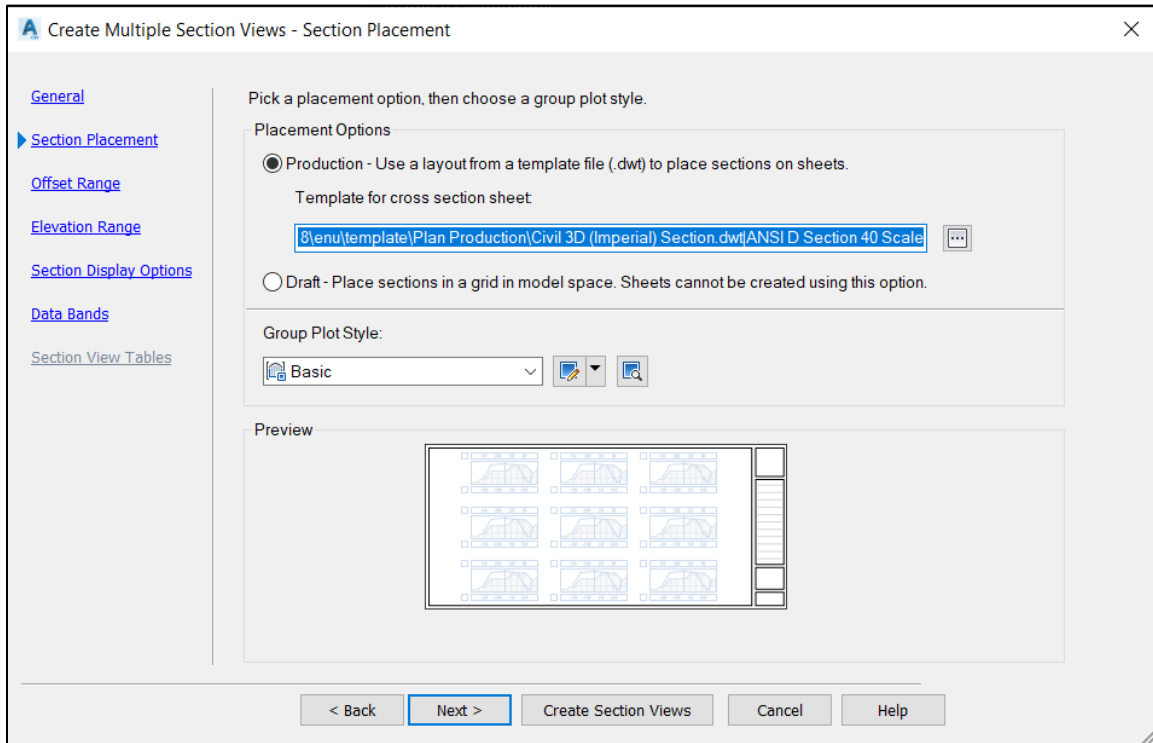 Create Multiple Section Views - Section Placement
General
Section Placement
Offset Range
Elevation Range
Section Display Options
Data Bands
Section View Tables
Pick a placement option, then choose a group plot style.
Placement Options
Production - Use a layout from a template file (.dwt) to place sections on sheets.
Template for cross section sheet:
8\enu\template\Plan Production\Civil 3D (Imperial) Section.dwt|ANSI D Section 40 Scale
...
Draft - Place sections in a grid in model space. Sheets cannot be created using this option.
Group Plot Style:
Basic
Preview
< Back
Next >
Create Section Views
Cancel
Help